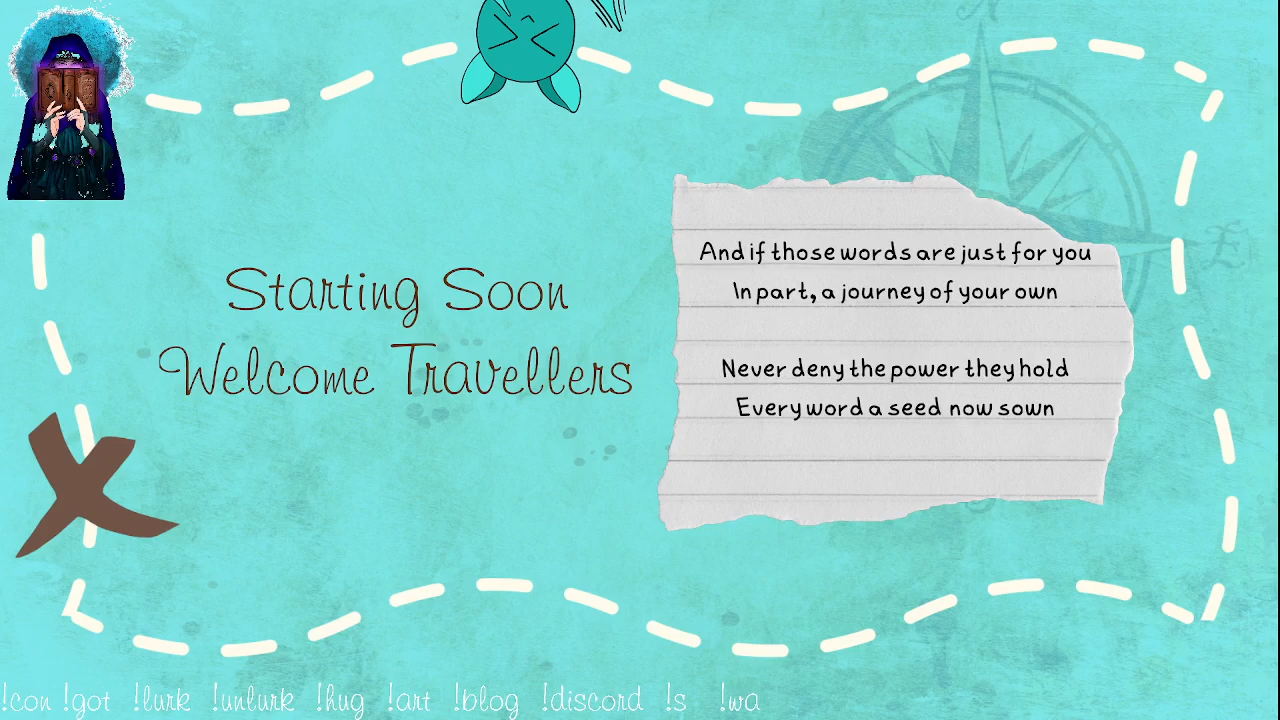 Starting Soon
Welcome Travellers
And if those words are just for you
In part, a journey of your own
Never deny the power they hold
Every word a seed now sown
N
E
!con !got !lurk !unlurk !hug !art !blog !discord !s !wa